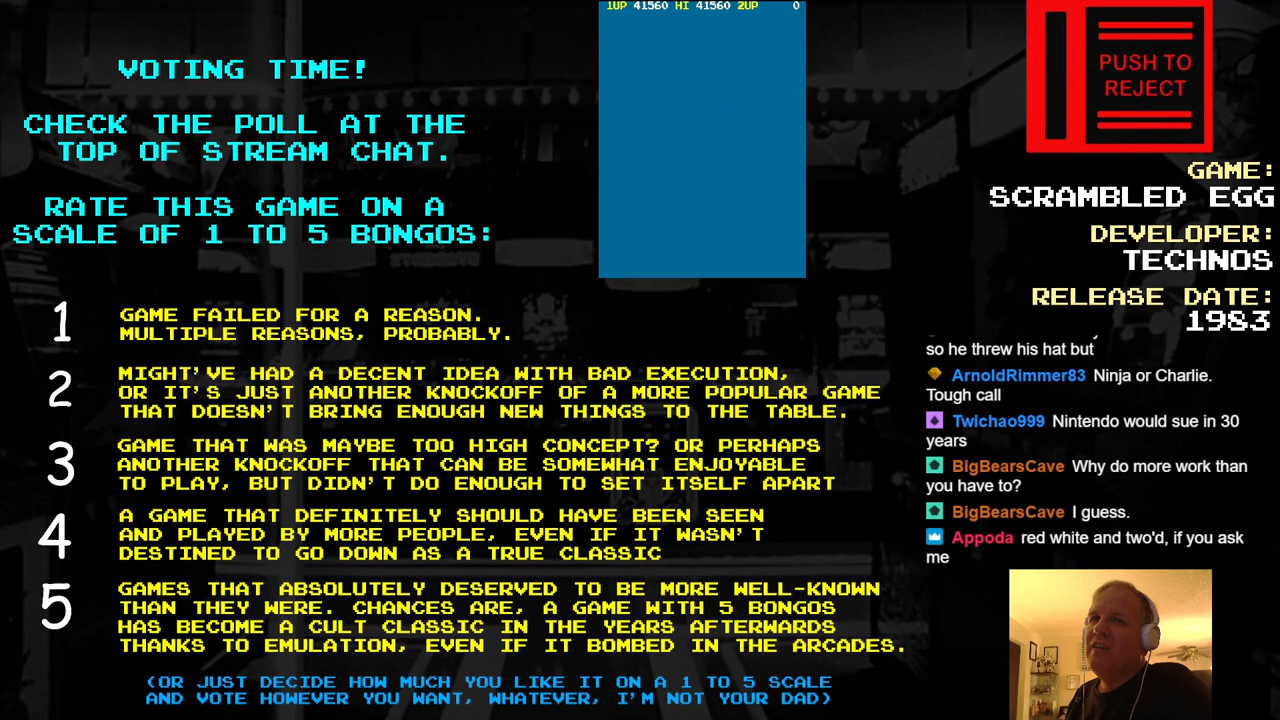 1UP 41560 HI 41560 2UP 0
VOTING TIME!
CHECK THE POLL AT THE
TOP OF STREAM CHAT.
RATE THIS GAME ON A
SCALE OF 1 TO 5 BONGOS:
1
GAME FAILED FOR A REASON.
MULTIPLE REASONS, PROBABLY.
2
MIGHT'VE HAD A DECENT IDEA WITH BAD EXECUTION,
OR IT'S JUST ANOTHER KNOCKOFF OF A MORE POPULAR GAME
THAT DOESN'T BRING ENOUGH NEW THINGS TO THE TABLE.
3
GAME THAT WAS MAYBE TOO HIGH CONCEPT? OR PERHAPS
ANOTHER KNOCKOFF THAT CAN BE SOMEWHAT ENJOYABLE
TO PLAY, BUT DIDN'T DO ENOUGH TO SET ITSELF APART
4
A GAME THAT DEFINITELY SHOULD HAVE BEEN SEEN
AND PLAYED BY MORE PEOPLE, EVEN IF IT WASN'T
DESTINED TO GO DOWN AS A TRUE CLASSIC
5
GAMES THAT ABSOLUTELY DESERVED TO BE MORE WELL-KNOWN
THAN THEY WERE. CHANCES ARE, A GAME WITH 5 BONGOS
HAS BECOME A CULT CLASSIC IN THE YEARS AFTERWARDS
THANKS TO EMULATION, EVEN IF IT BOMBED IN THE ARCADES.
(OR JUST DECIDE HOW MUCH YOU LIKE IT ON A 1 TO 5 SCALE
AND VOTE HOWEVER YOU WANT, WHATEVER, I'M NOT YOUR DAD)
PUSH TO
REJECT
GAME:
SCRAMBLED EGG
DEVELOPER:
TECHNOS
RELEASE DATE:
1983
so he threw his hat but
ArnoldRimmer83 Ninja or Charlie.
Tough call
Twichao999 Nintendo would sue in 30
years
BigBearsCave Why do more work than
you have to?
BigBearsCave I guess.
Appoda red white and two'd, if you ask
me